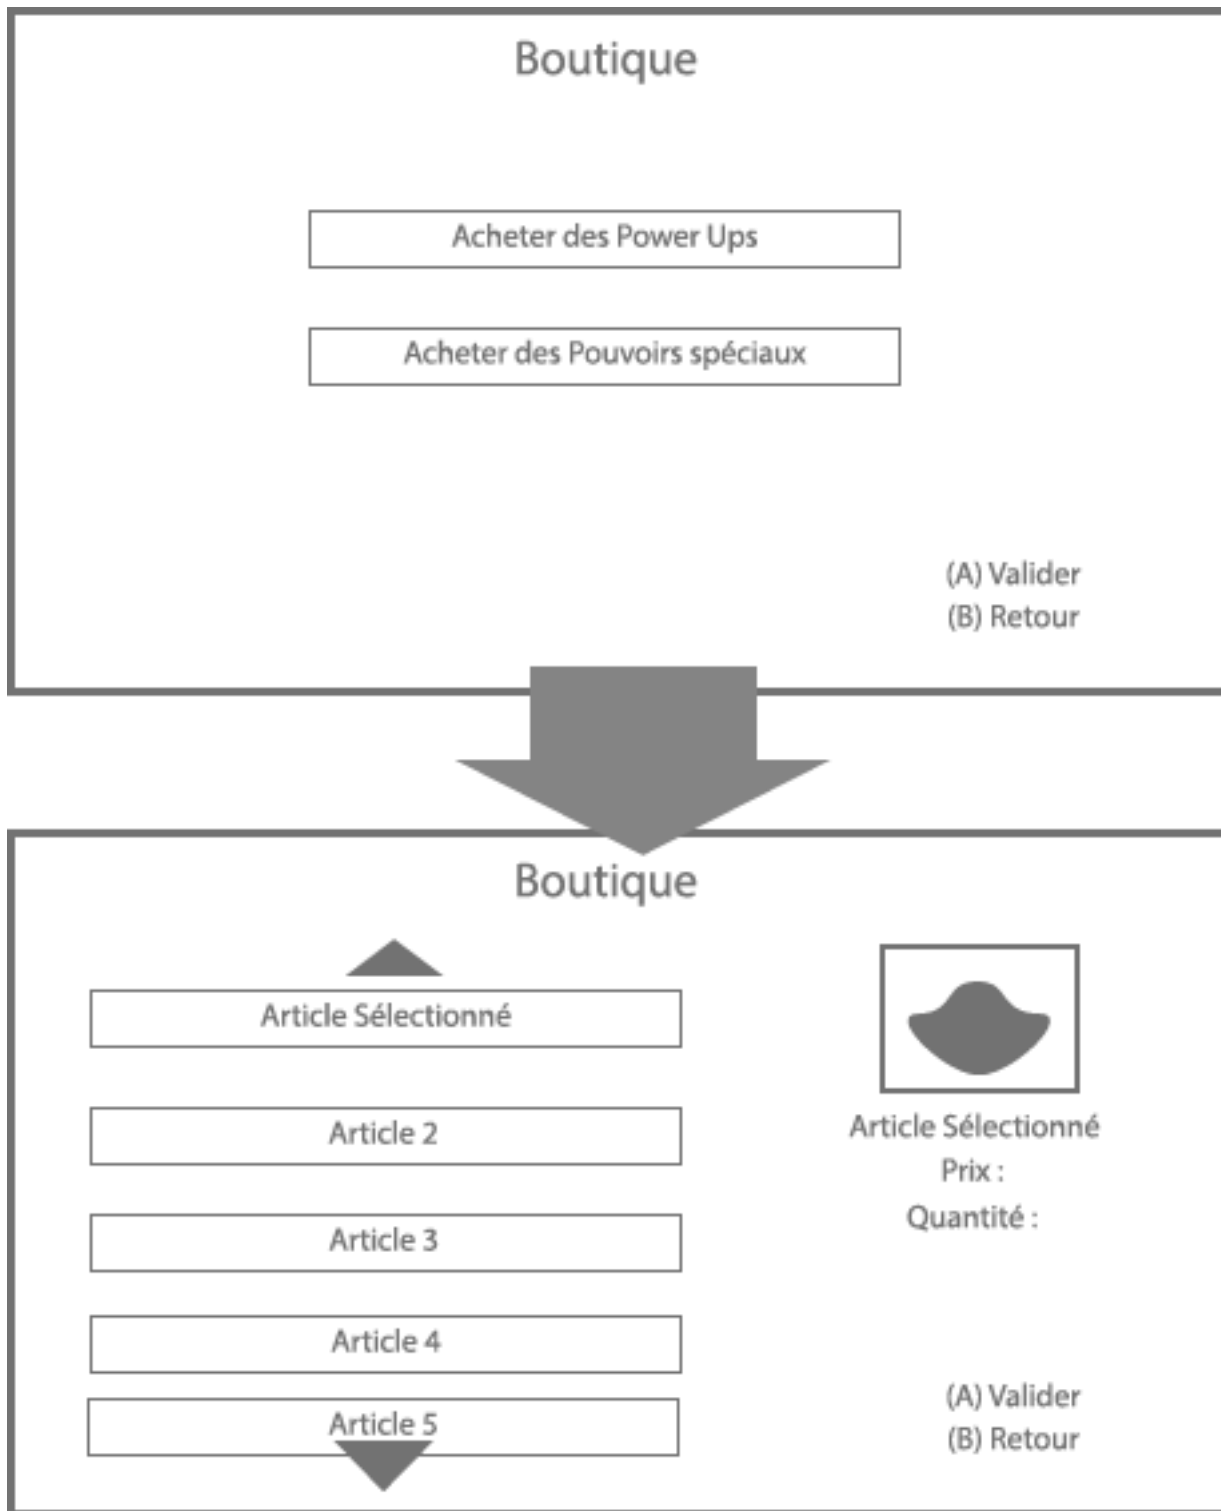 Boutique
Acheter des Power Ups
Acheter des Pouvoirs spéciaux
(A) Valider
(B) Retour
Boutique
Article Sélectionné
Article 2
Article 3
Article 4
Article 5
Article Sélectionné
Prix :
Quantité :
(A) Valider
(B) Retour